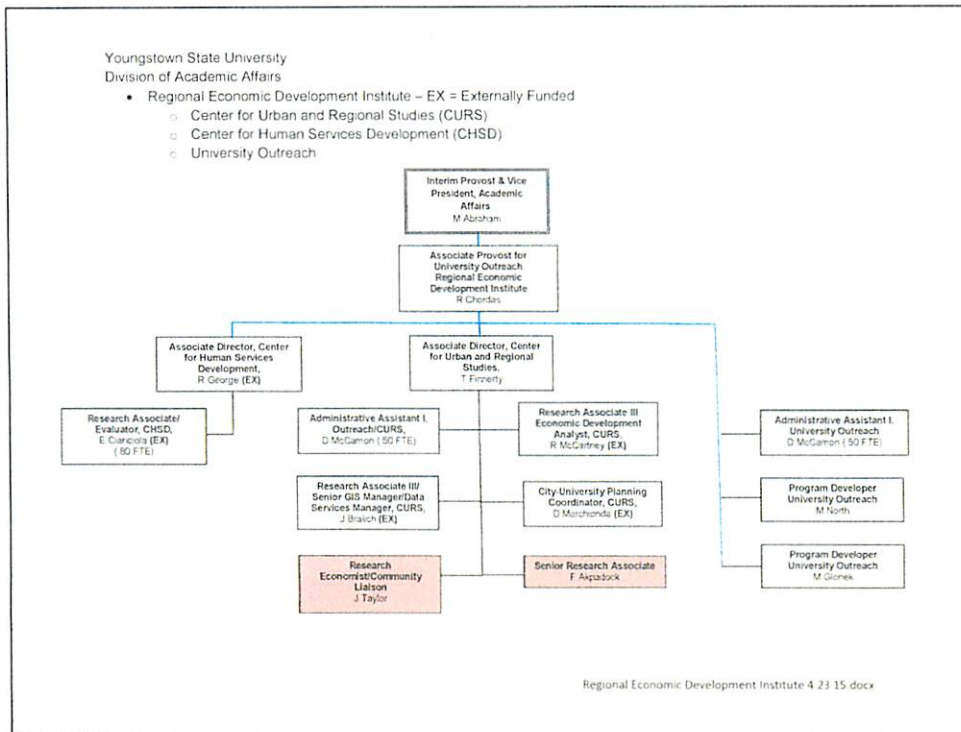 Youngstown State University
Division of Academic Affairs
• Regional Economic Development Institute – EX = Externally Funded
○ Center for Urban and Regional Studies (CURS)
○ Center for Human Services Development (CHSD)
○ University Outreach
Interim Provost & Vice
President, Academic
Affairs
M Abraham
Associate Provost for
University Outreach
Regional Economic
Development Institute
R Chordas
Associate Director, Center
for Human Services
Development,
R George (EX)
Associate Director, Center
for Urban and Regional
Studies,
T Finnerty
Research Associate/
Evaluator, CHSD,
E Cianciola (EX)
( 80 FTE)
Administrative Assistant I,
Outreach/CURS,
D McCamon ( 50 FTE)
Research Associate III
Economic Development
Analyst, CURS,
R McCartney (EX)
Administrative Assistant I,
University Outreach
D McCamon ( 50 FTE)
Research Associate III/
Senior GIS Manager/Data
Services Manager, CURS,
J Bralich (EX)
City-University Planning
Coordinator, CURS,
D Marchionda (EX)
Program Developer
University Outreach
M North
Research
Economist/Community
Liaison
J Taylor
Senior Research Associate
F Akpadock
Program Developer
University Outreach
M Glonek
Regional Economic Development Institute 4 23 15 docx